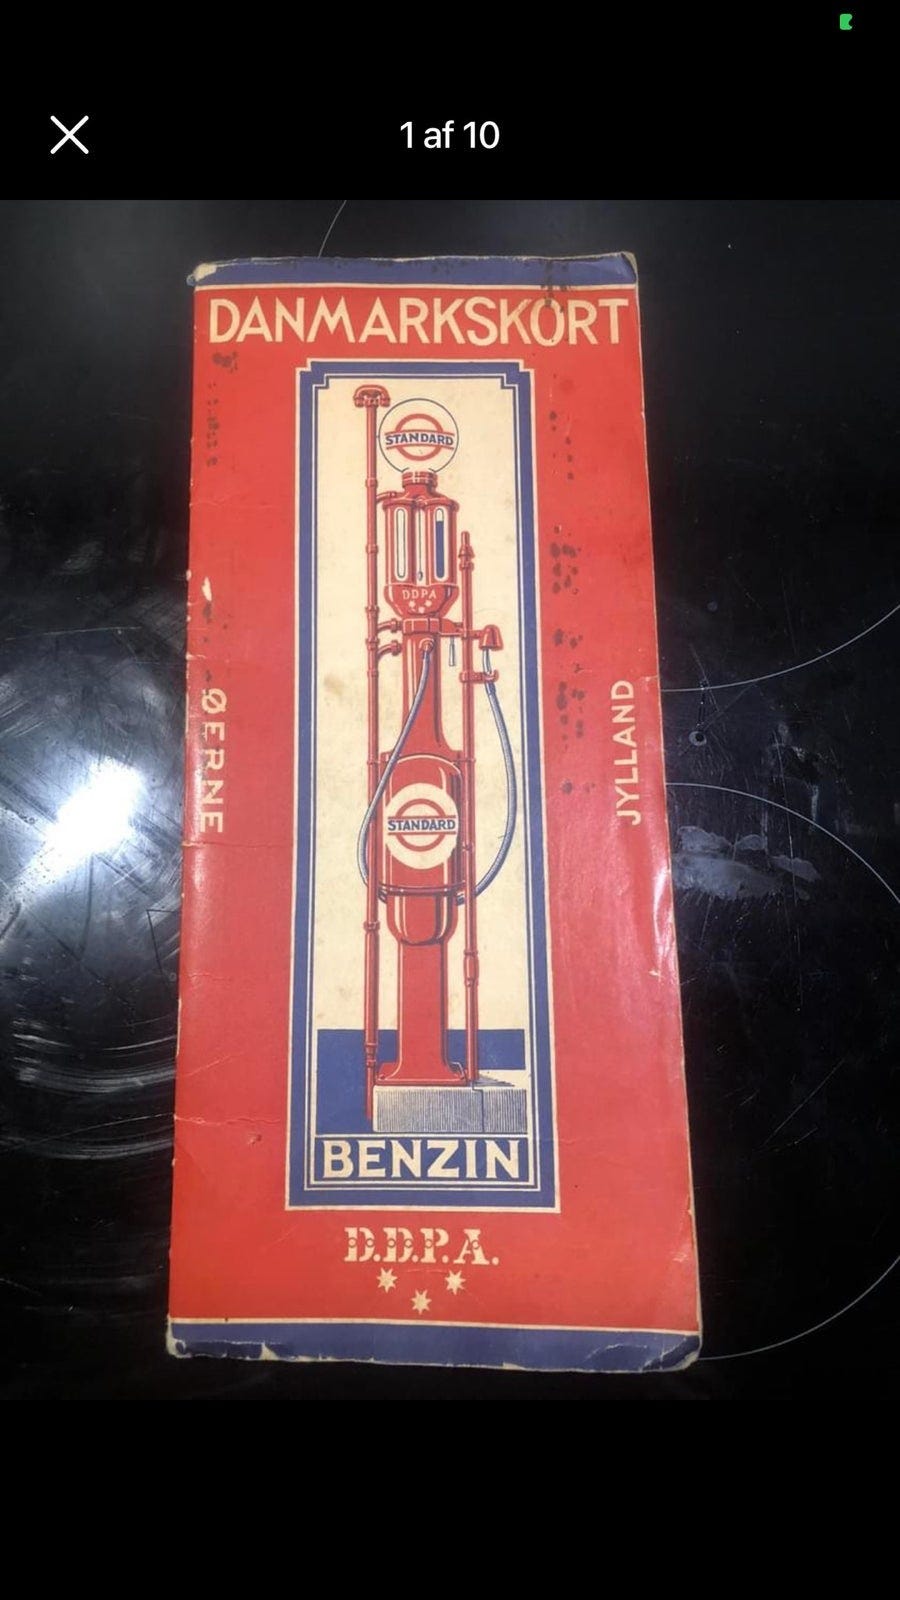 1 af 10
DANMARKSKORT
STANDARD
DDPA
ØERNE
JYLLAND
STANDARD
BENZIN
D.D.P.A.